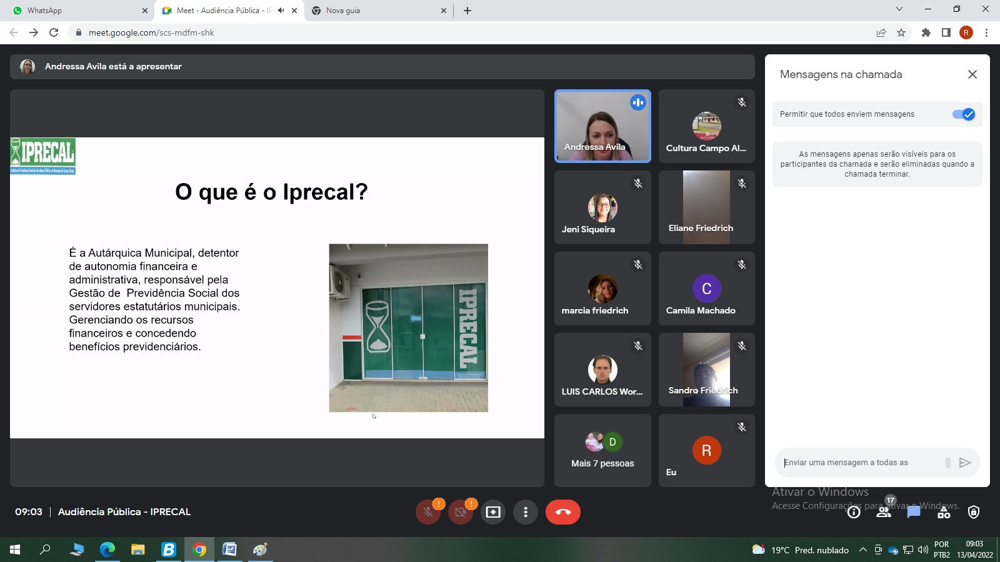 WhatsApp
Meet - Audiência Pública - IP
Nova guia
meet.google.com/scs-mdfm-shk
R
Andressa Avila está a apresentar
IPRECAL
O que é o Iprecal?
É a Autárquica Municipal, detentor
de autonomia financeira e
administrativa, responsável pela
Gestão de Previdência Social dos
servidores estatutários municipais.
Gerenciando os recursos
financeiros e concedendo
benefícios previdenciários.
IPRECAL
Andressa Avila
Cultura Campo Al...
Jeni Siqueira
Eliane Friedrich
marcia friedrich
C
Camila Machado
LUIS CARLOS Wor...
Sandro Friedrich
D
Mais 7 pessoas
R
Eu
Mensagens na chamada
Permitir que todos enviem mensagens
As mensagens apenas serão visíveis para os
participantes da chamada e serão eliminadas quando a
chamada terminar.
Enviar uma mensagem a todas as
Ativar o Windows
Acesse Configurações para ativar o Windows.
09:03
Audiência Pública - IPRECAL
17
19°C Pred. nublado
POR
PTB2
09:03
13/04/2022